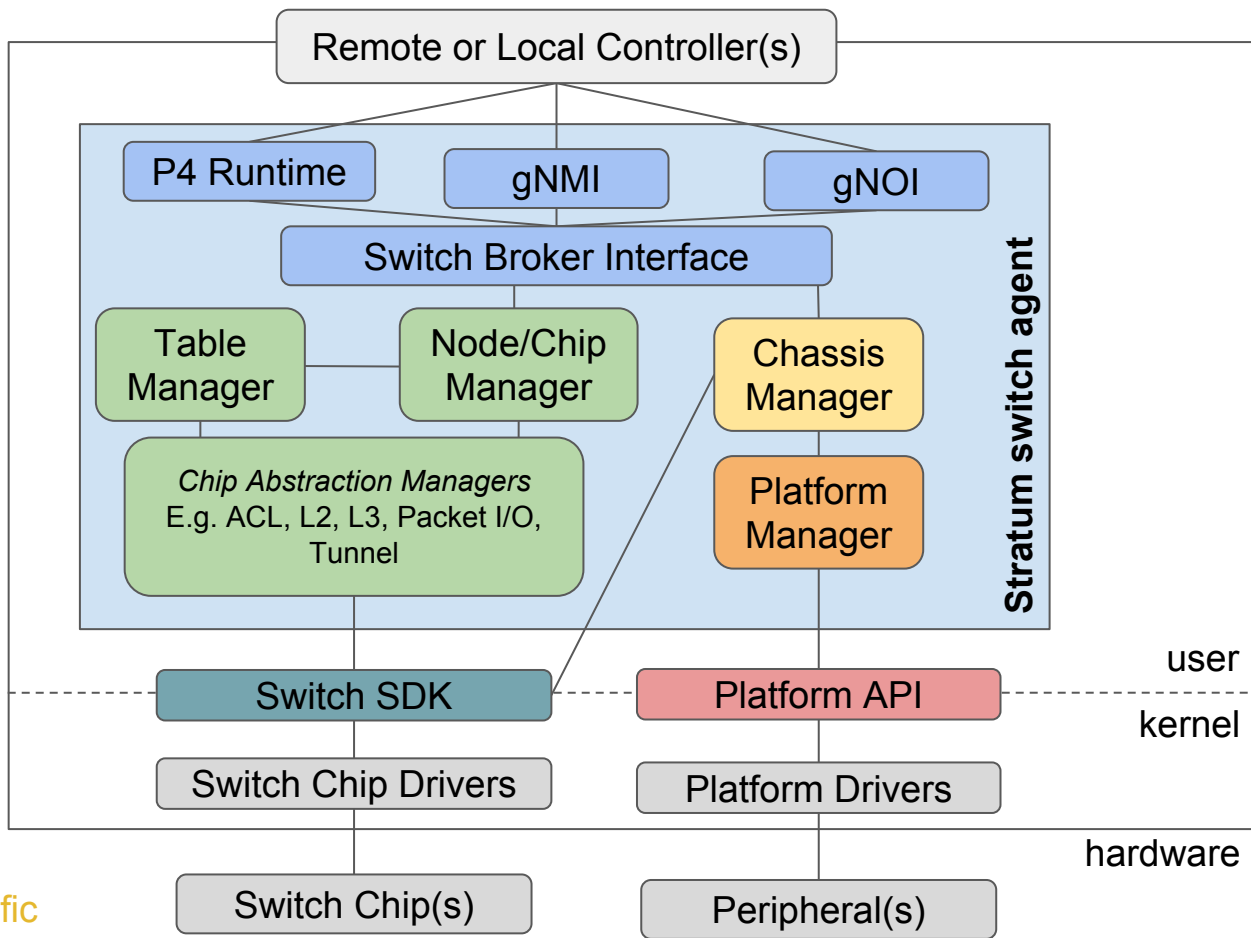 Remote or Local Controller(s)
P4 Runtime
gNMI
gNOI
Switch Broker Interface
Table
Manager
Node/Chip
Manager
Chassis
Manager
Chip Abstraction Managers
E.g. ACL, L2, L3, Packet I/O,
Tunnel
Platform
Manager
Stratum switch agent
user
Switch SDK
Platform API
kernel
Switch Chip Drivers
Platform Drivers
hardware
Switch Chip(s)
Peripheral(s)
fic